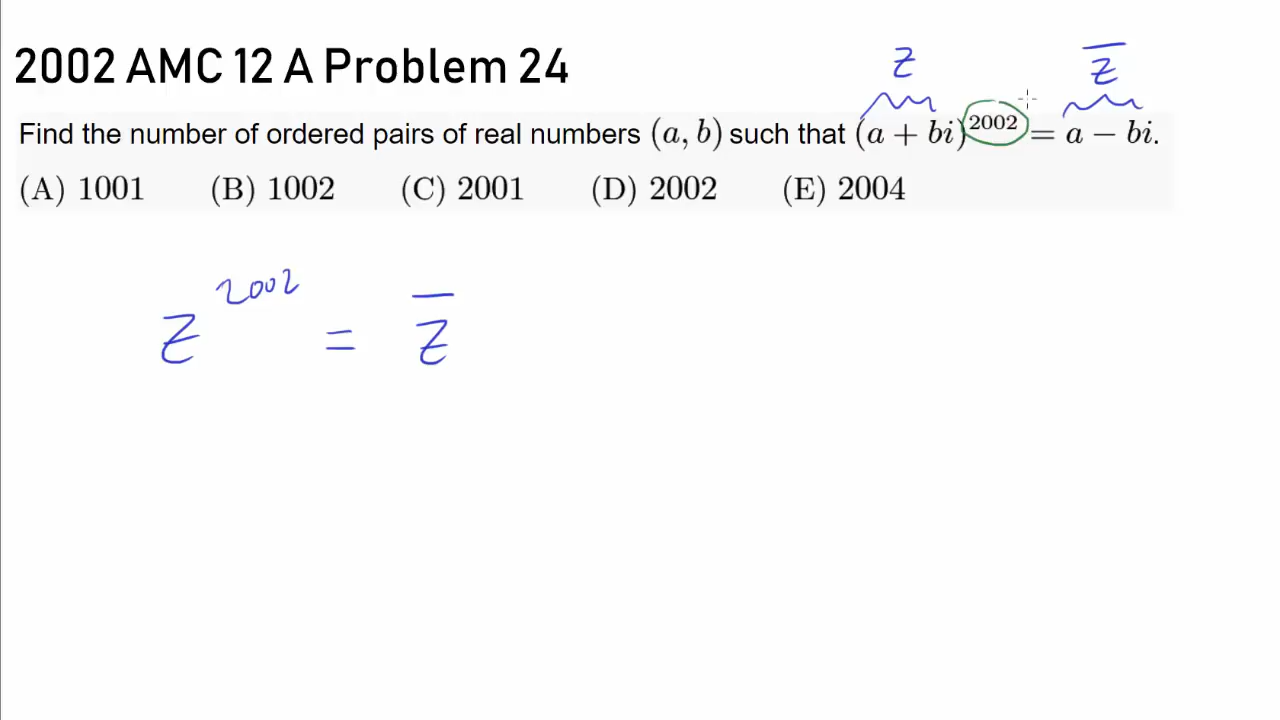 2002 AMC 12 A Problem 24
z z̅
Find the number of ordered pairs of real numbers (a, b) such that (a + bi)^2002 = a − bi.
(A) 1001 (B) 1002 (C) 2001 (D) 2002 (E) 2004
z^2002 = z̅